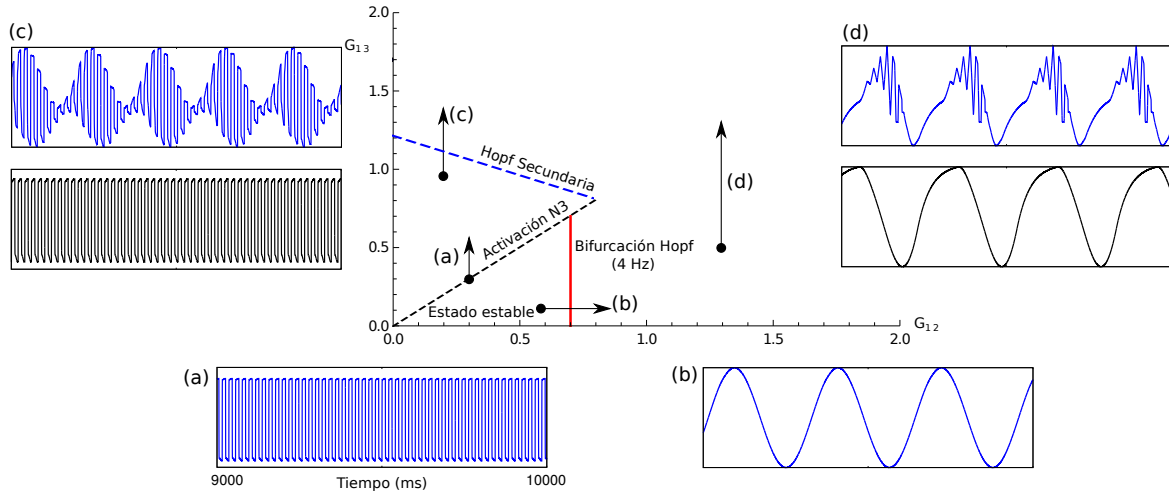 (c)
G13
2.0
(d)
1.5
(c)
Hopf Secundaria
1.0
(d)
Activación N3
0.5
(a)
Bifurcación Hopf
(4 Hz)
Estado estable
(b)
0.0
0.0 0.5 1.0 1.5 2.0
G12
(a)
(b)
9000
Tiempo (ms)
10000